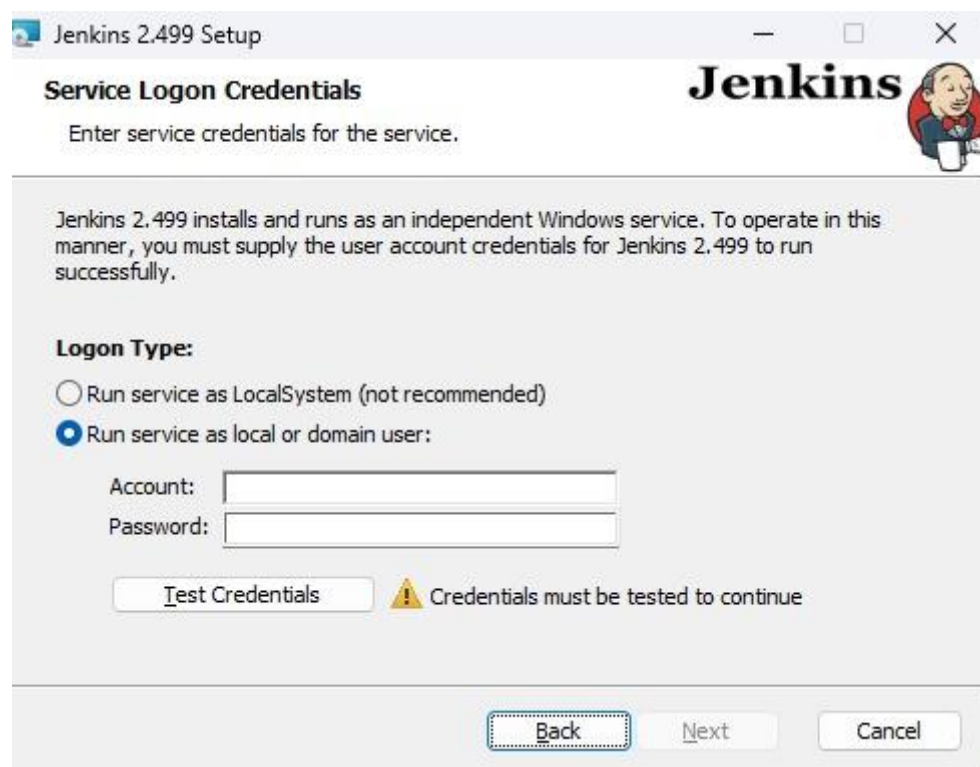 Jenkins 2.499 Setup
Service Logon Credentials
Jenkins
Enter service credentials for the service.
Jenkins 2.499 installs and runs as an independent Windows service. To operate in this
manner, you must supply the user account credentials for Jenkins 2.499 to run
successfully.
Logon Type:
Run service as LocalSystem (not recommended)
Run service as local or domain user:
Account:
Password:
Test Credentials
Credentials must be tested to continue
Back
Next
Cancel